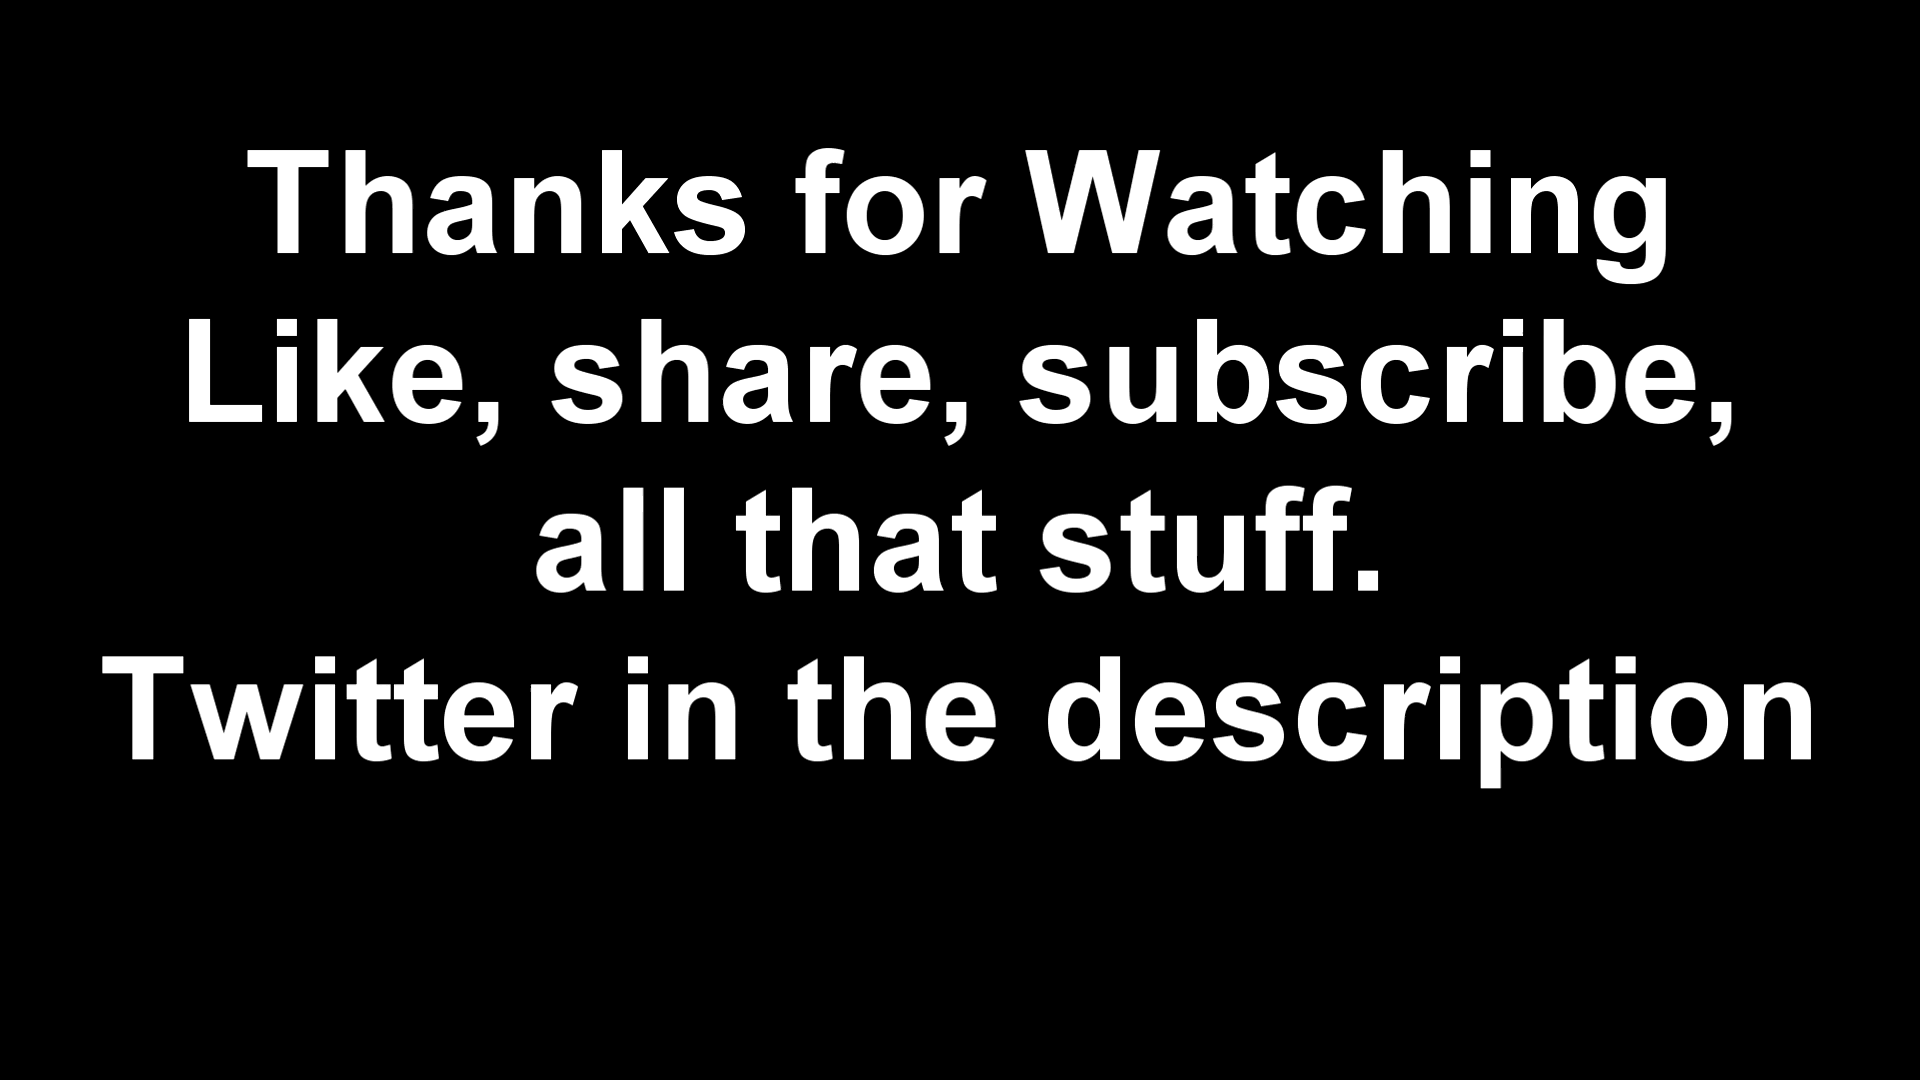 Thanks for Watching
Like, share, subscribe,
all that stuff.
Twitter in the description